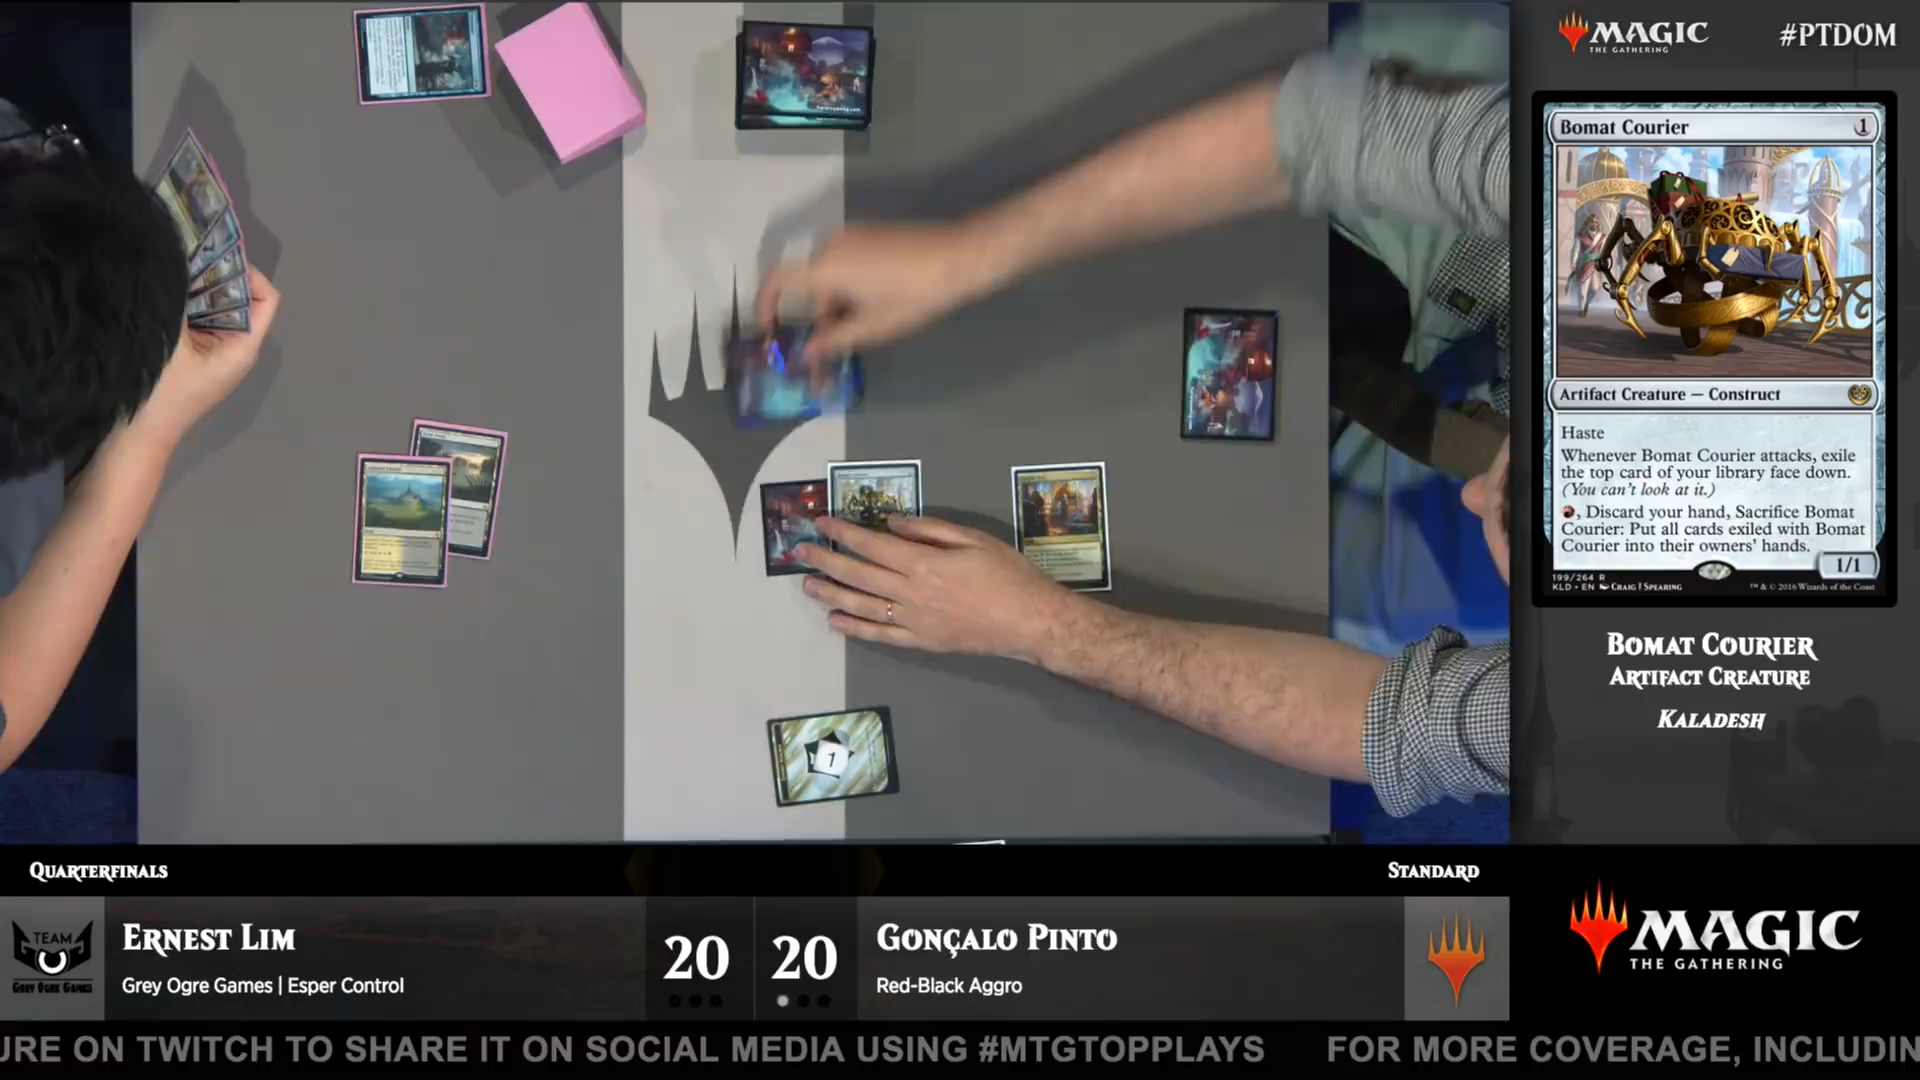 MAGIC
THE GATHERING
#PTDOM
Bomat Courier 1
Artifact Creature — Construct
Haste
Whenever Bomat Courier attacks, exile
the top card of your library face down.
(You can't look at it.)
, Discard your hand, Sacrifice Bomat
Courier: Put all cards exiled with Bomat
Courier into their owners' hands.
1/1
199/264 R
KLD • EN CRAIG J SPEARING
™ & © 2016 Wizards of the Coast
BOMAT COURIER
ARTIFACT CREATURE
KALADESH
1
QUARTERFINALS
STANDARD
TEAM
GREY OGRE GAMES
ERNEST LIM
Grey Ogre Games | Esper Control
20
20
GONÇALO PINTO
Red-Black Aggro
MAGIC
THE GATHERING
URE ON TWITCH TO SHARE IT ON SOCIAL MEDIA USING #MTGTOPPLAYS FOR MORE COVERAGE, INCLUDIN